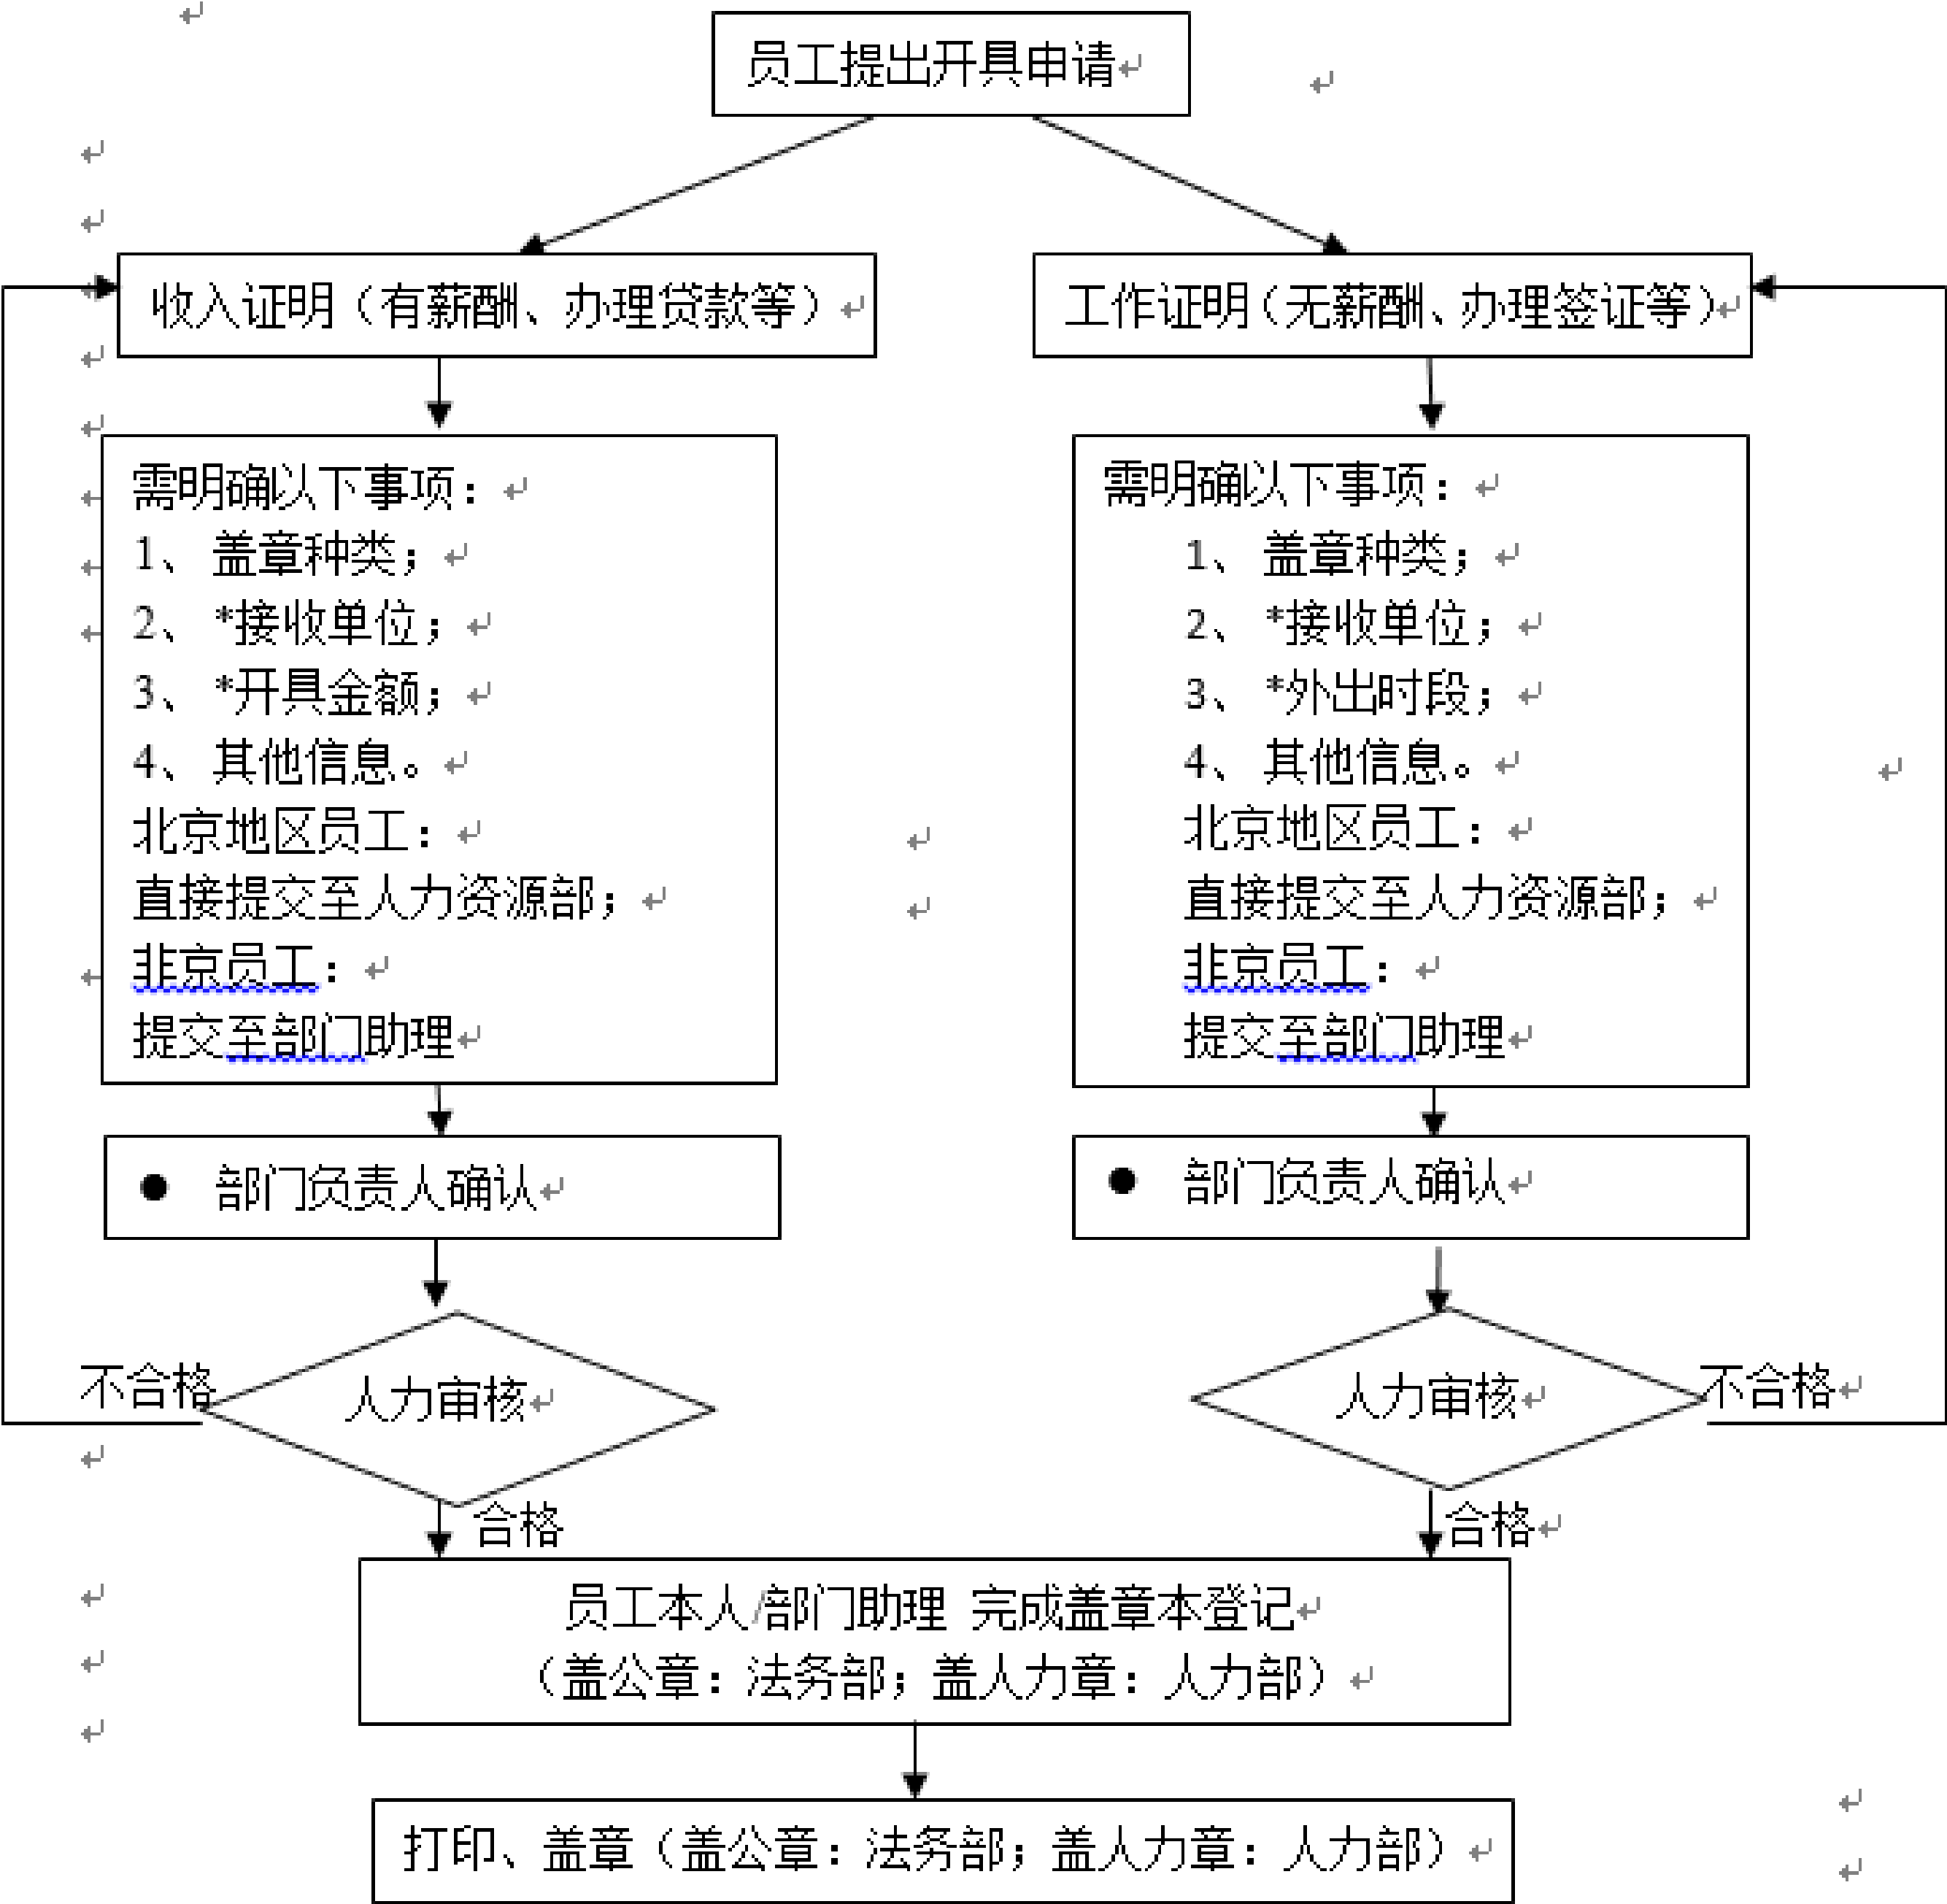 员工提出开具申请
收入证明（有薪酬、办理贷款等）
工作证明（无薪酬、办理签证等）
需明确以下事项：
1、 盖章种类；
2、 *接收单位；
3、 *开具金额；
4、 其他信息。
北京地区员工：
直接提交至人力资源部；
非京员工：
提交至部门助理
需明确以下事项：
1、 盖章种类；
2、 *接收单位；
3、 *外出时段；
4、 其他信息。
北京地区员工：
直接提交至人力资源部；
非京员工：
提交至部门助理
● 部门负责人确认
● 部门负责人确认
不合格
人力审核
人力审核
不合格
合格
合格
员工本人/部门助理 完成盖章本登记
（盖公章：法务部；盖人力章：人力部）
打印、盖章（盖公章：法务部；盖人力章：人力部）